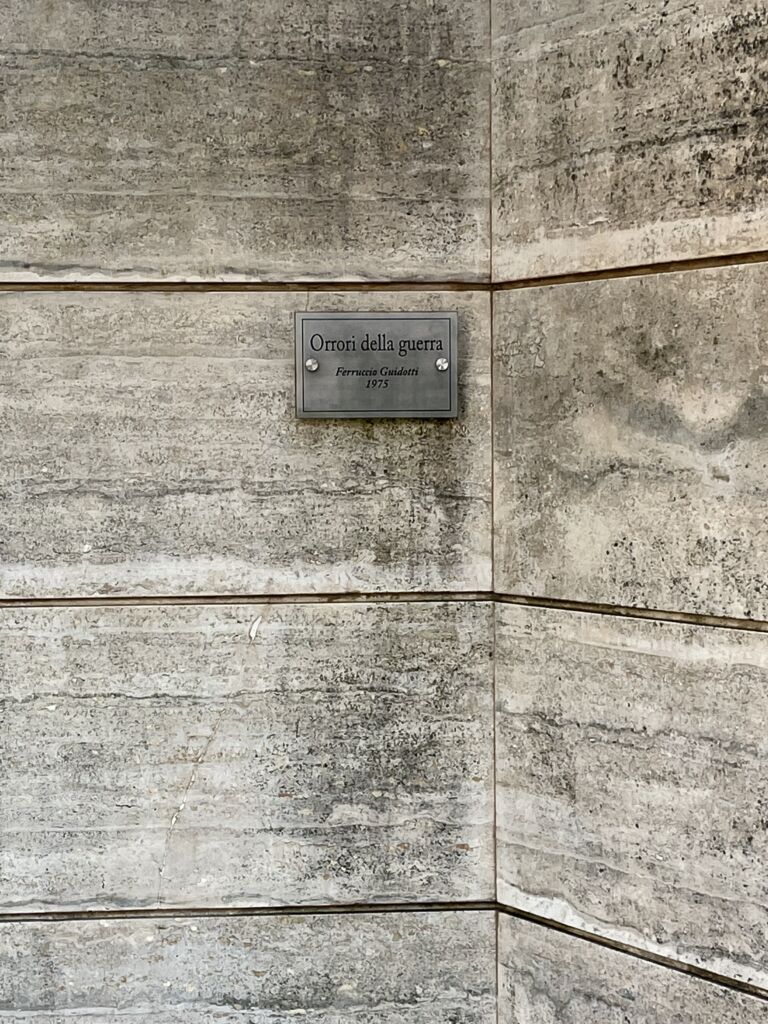 Orrori della guerra
Ferruccio Guidotti
1975